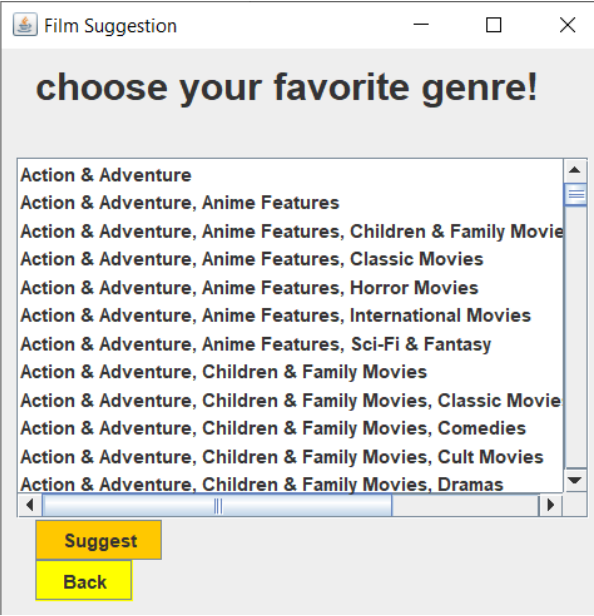 Film Suggestion
choose your favorite genre!
Action & Adventure
Action & Adventure, Anime Features
Action & Adventure, Anime Features, Children & Family Movie
Action & Adventure, Anime Features, Classic Movies
Action & Adventure, Anime Features, Horror Movies
Action & Adventure, Anime Features, International Movies
Action & Adventure, Anime Features, Sci-Fi & Fantasy
Action & Adventure, Children & Family Movies
Action & Adventure, Children & Family Movies, Classic Movie
Action & Adventure, Children & Family Movies, Comedies
Action & Adventure, Children & Family Movies, Cult Movies
Action & Adventure, Children & Family Movies, Dramas
Suggest
Back